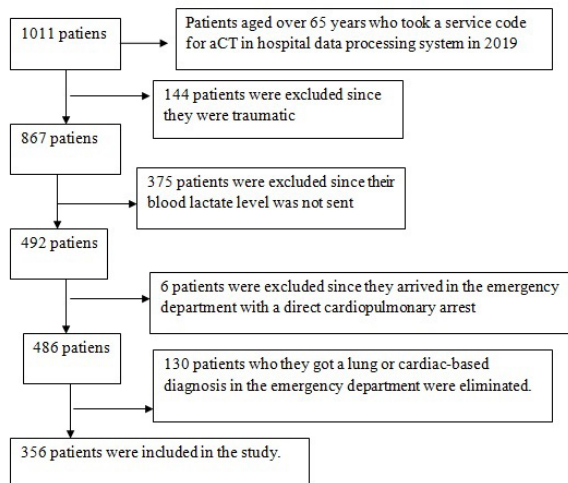 1011 patiens
Patients aged over 65 years who took a service code
for aCT in hospital data processing system in 2019
144 patients were excluded since
they were traumatic
867 patiens
375 patients were excluded since their
blood lactate level was not sent
492 patiens
6 patients were excluded since they arrived in the emergency
department with a direct cardiopulmonary arrest
486 patiens
130 patients who they got a lung or cardiac-based
diagnosis in the emergency department were eliminated.
356 patients were included in the study.